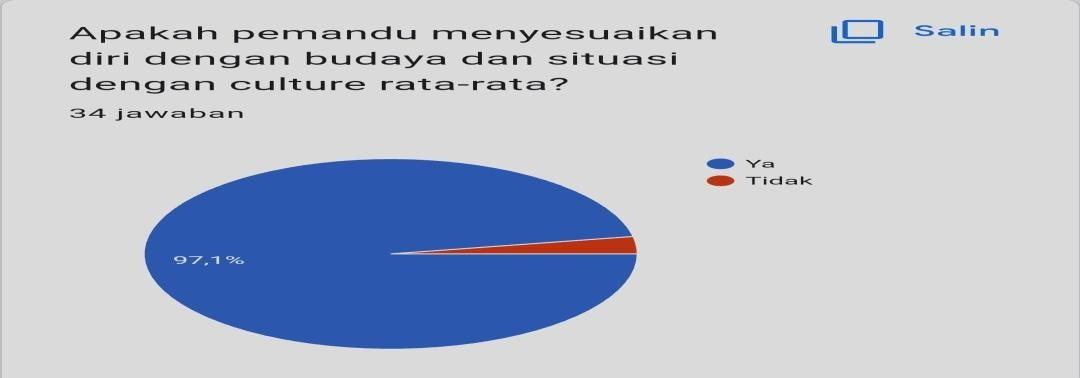 Apakah pemandu menyesuaikan
diri dengan budaya dan situasi
dengan culture rata-rata?
34 jawaban
Salin
Ya
Tidak
97,1%